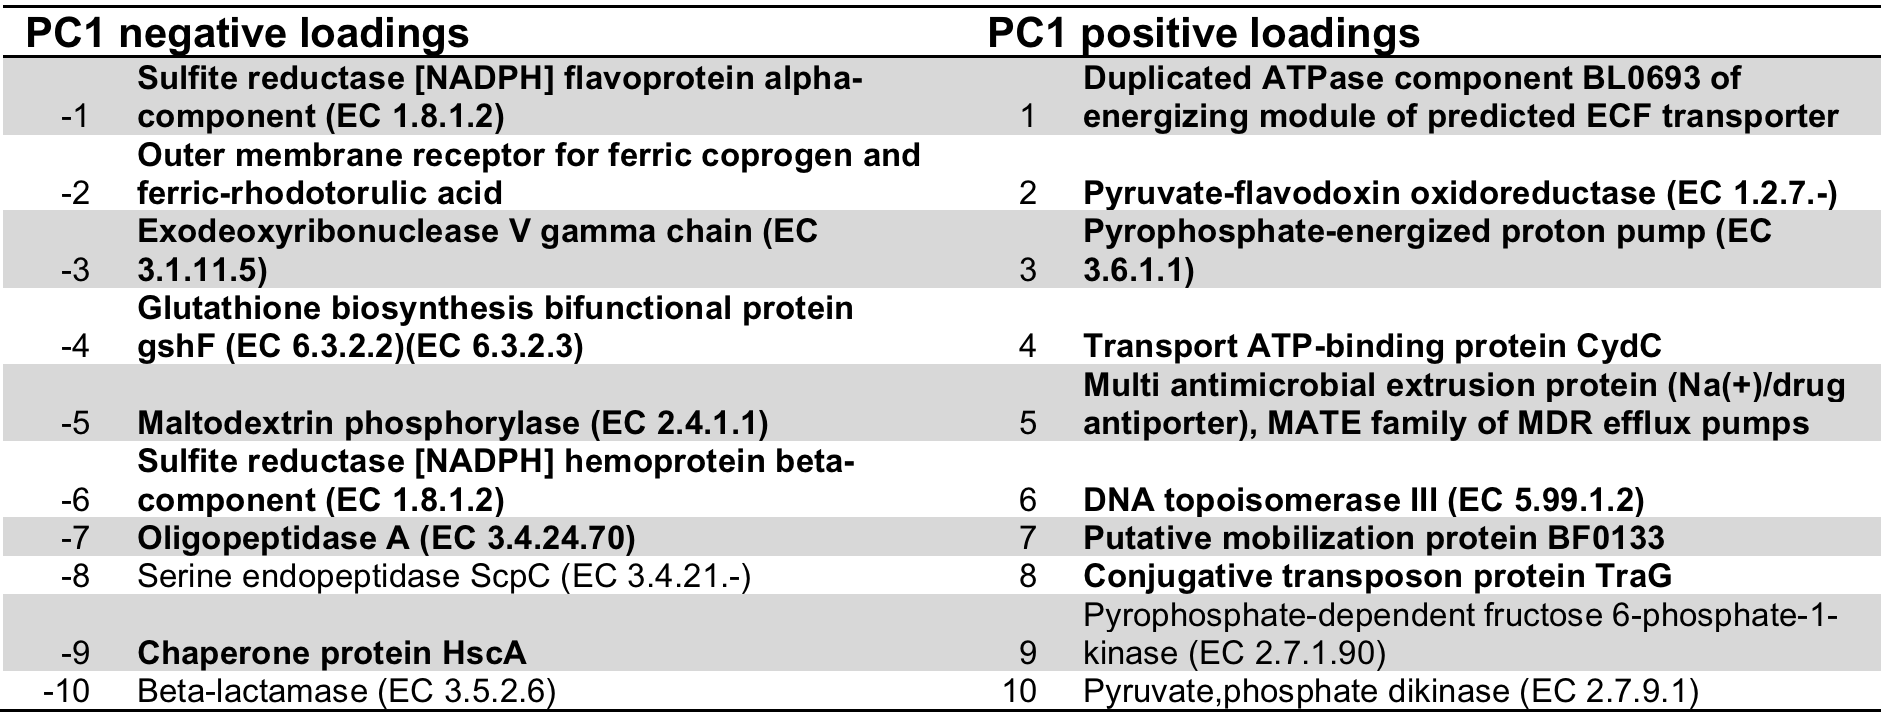 PC1 negative loadings PC1 positive loadings
Sulfite reductase [NADPH] flavoprotein alpha- Duplicated ATPase component BL0693 of
-1 component (EC 1.8.1.2) 1 energizing module of predicted ECF transporter
Outer membrane receptor for ferric coprogen and
-2 ferric-rhodotorulic acid 2 Pyruvate-flavodoxin oxidoreductase (EC 1.2.7.-)
Exodeoxyribonuclease V gamma chain (EC Pyrophosphate-energized proton pump (EC
-3 3.1.11.5) 3 3.6.1.1)
Glutathione biosynthesis bifunctional protein
-4 gshF (EC 6.3.2.2)(EC 6.3.2.3) 4 Transport ATP-binding protein CydC
Multi antimicrobial extrusion protein (Na(+)/drug
-5 Maltodextrin phosphorylase (EC 2.4.1.1) 5 antiporter), MATE family of MDR efflux pumps
Sulfite reductase [NADPH] hemoprotein beta-
-6 component (EC 1.8.1.2) 6 DNA topoisomerase III (EC 5.99.1.2)
-7 Oligopeptidase A (EC 3.4.24.70) 7 Putative mobilization protein BF0133
-8 Serine endopeptidase ScpC (EC 3.4.21.-) 8 Conjugative transposon protein TraG
Pyrophosphate-dependent fructose 6-phosphate-1-
-9 Chaperone protein HscA 9 kinase (EC 2.7.1.90)
-10 Beta-lactamase (EC 3.5.2.6) 10 Pyruvate,phosphate dikinase (EC 2.7.9.1)